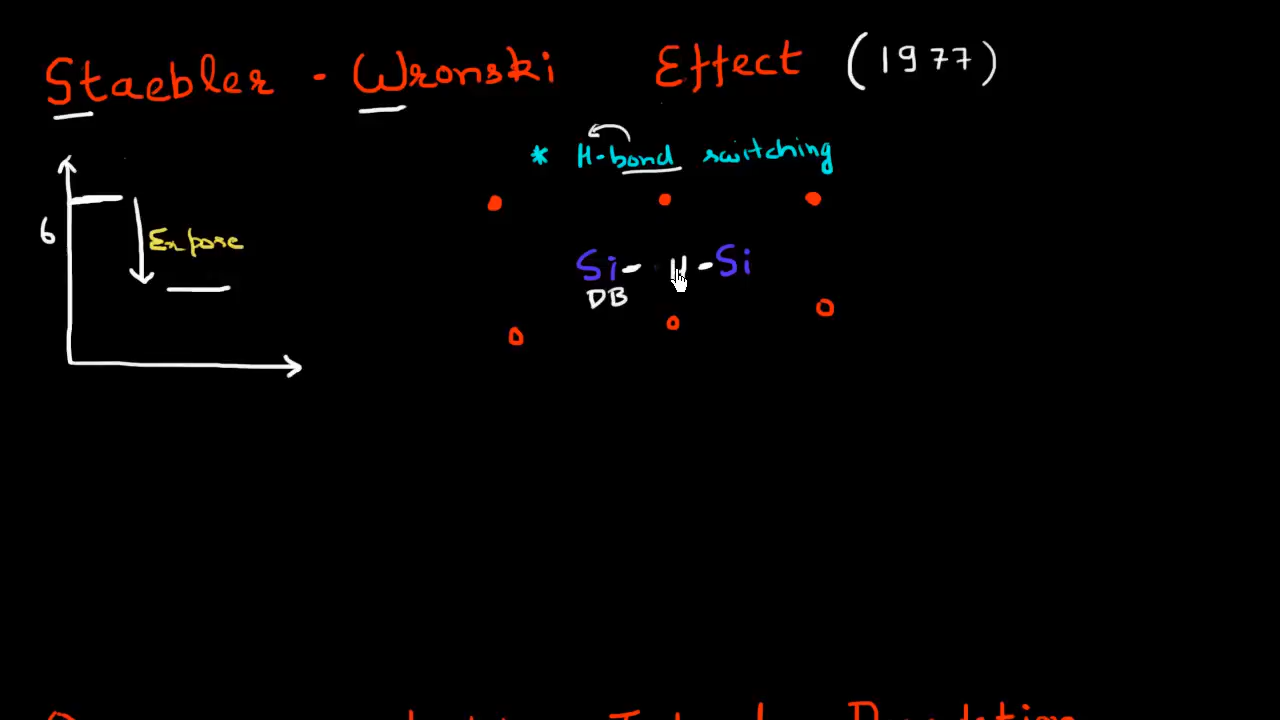 Staebler - Wronski Effect (1977)
* H-bond switching
6
Expose
Si - H - Si
DB